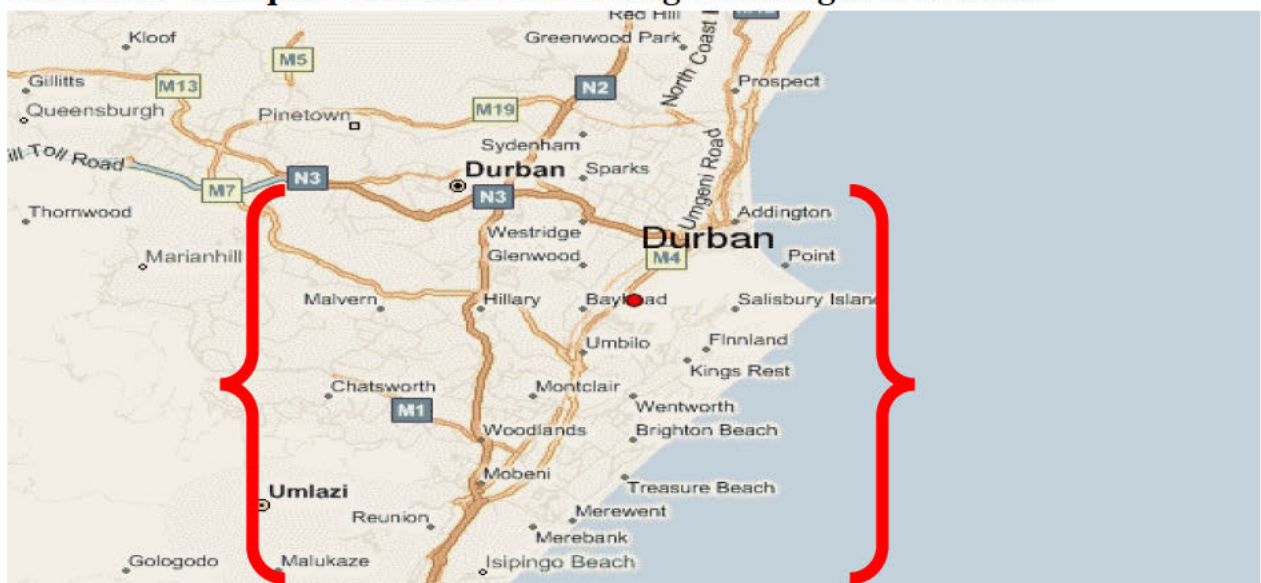 Red Hill
Kloof
Greenwood Park
M5
North Coast
Gillitts
M13
N2
Prospect
Queensburgh
Pinetown
M19
Sydenham
ill Toll Road
Durban
Sparks
Umgeni Road
N3
M7
N3
Thornwood
Addington
Westridge
Durban
Marianhill
Glenwood
M4
Point
Malvern
Hillary
Salisbury Island
Umbilo
Finnland
Kings Rest
Chatsworth
Montclair
M1
Wentworth
Woodlands
Brighton Beach
Mobeni
Umlazi
Treasure Beach
Reunion
Merewent
Merebank
Gologodo
Malukaze
Isipingo Beach